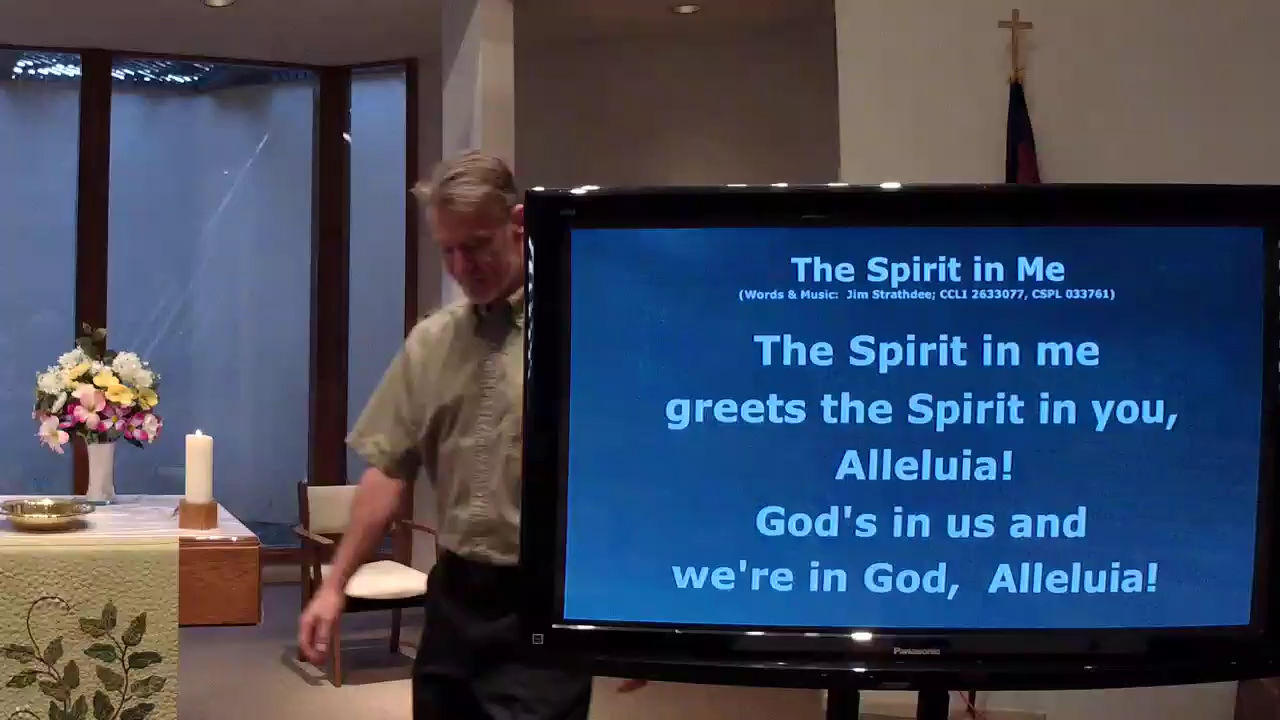 The Spirit in Me
(Words & Music: Jim Strathdee; CCLI 2633077, CSPL 033761)
The Spirit in me
greets the Spirit in you,
Alleluia!
God's in us and
we're in God, Alleluia!
Panasonic